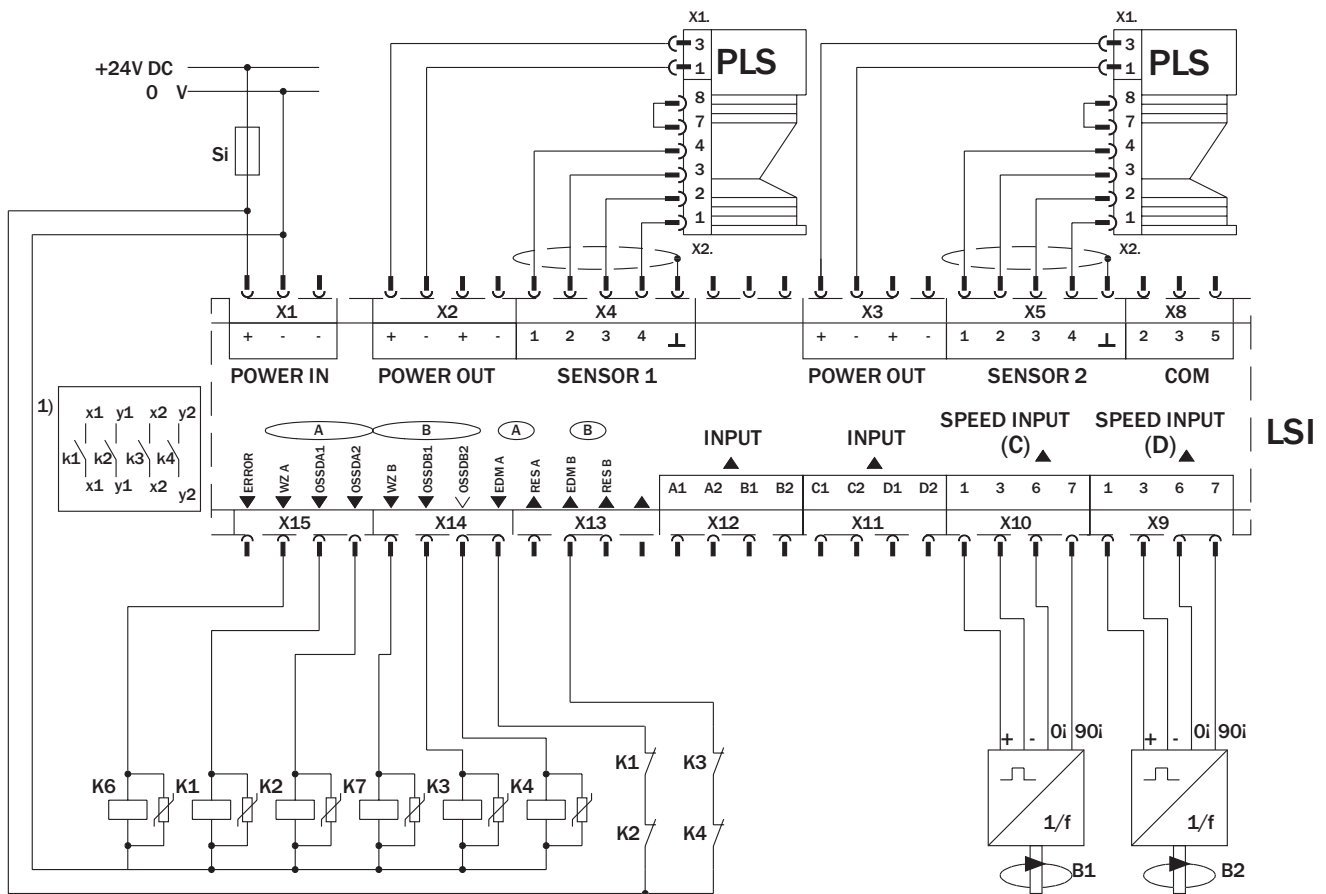 X1. X1.
+24V DC 3 PLS 3 PLS
0 V 1 1
8 8
7 7
Si 4 4
3 3
2 2
1 1
X2. X2.
X1 X2 X4 X3 X5 X8
+ - - + - + - 1 2 3 4 ⊥ + - + - 1 2 3 4 ⊥ 2 3 5
POWER IN POWER OUT SENSOR 1 POWER OUT SENSOR 2 COM
1) x1 y1 x2 y2
k1 k2 k3 k4
x1 y1 x2 y2
A B A B
INPUT INPUT SPEED INPUT (C) SPEED INPUT (D)
LSI
ERROR WZ A OSSDA1 OSSDA2 WZ B OSSDB1 OSSDB2 EDM A RES A EDM B RES B
A1 A2 B1 B2 C1 C2 D1 D2 1 3 6 7 1 3 6 7
X15 X14 X13 X12 X11 X10 X9
+ - 0¡ 90¡ + - 0¡ 90¡
K1 K3
K6 K1 K2 K7 K3 K4
K2 K4
1/f 1/f
B1 B2